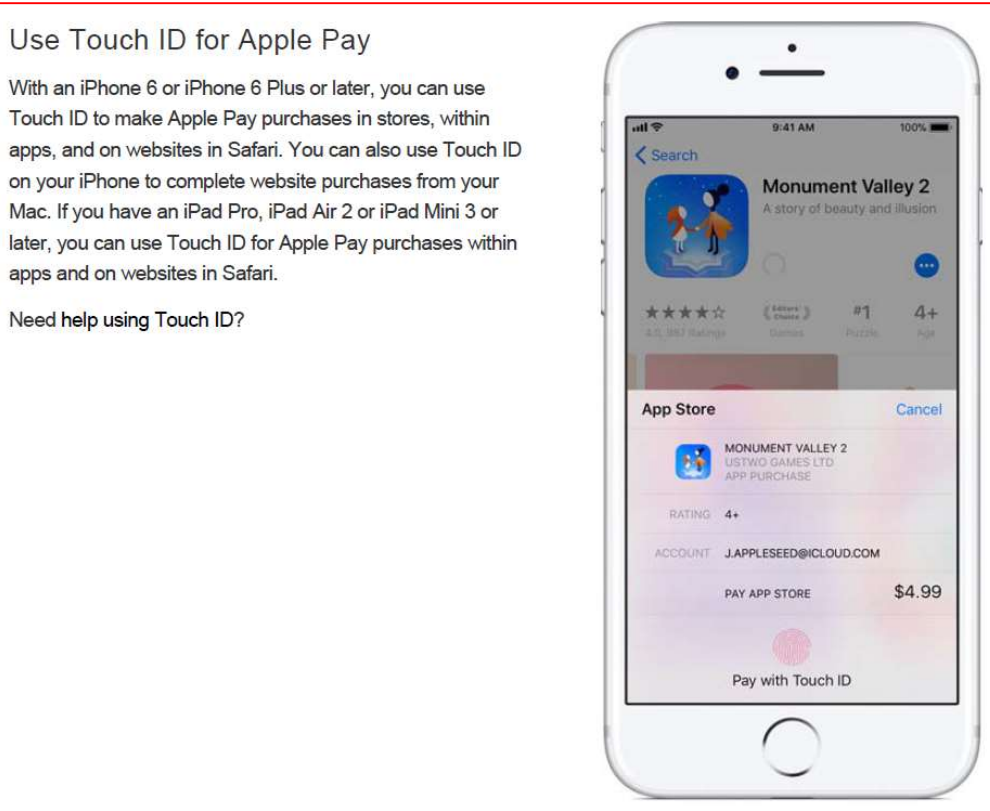 Use Touch ID for Apple Pay
With an iPhone 6 or iPhone 6 Plus or later, you can use
Touch ID to make Apple Pay purchases in stores, within
apps, and on websites in Safari. You can also use Touch ID
on your iPhone to complete website purchases from your
Mac. If you have an iPad Pro, iPad Air 2 or iPad Mini 3 or
later, you can use Touch ID for Apple Pay purchases within
apps and on websites in Safari.
Need help using Touch ID?
9:41 AM 100%
Search
Monument Valley 2
A story of beauty and illusion
Editors' Choice #1 4+
Ratings Games Puzzle Age
App Store Cancel
MONUMENT VALLEY 2
USTWO GAMES LTD
APP PURCHASE
RATING 4+
ACCOUNT J.APPLESEED@ICLOUD.COM
PAY APP STORE $4.99
Pay with Touch ID